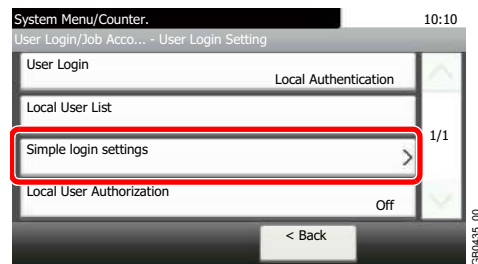 System Menu/Counter.
10:10
User Login/Job Acco... - User Login Setting
User Login
Local Authentication
Local User List
1/1
Simple login settings
Local User Authorization
Off
< Back
GB0435_00